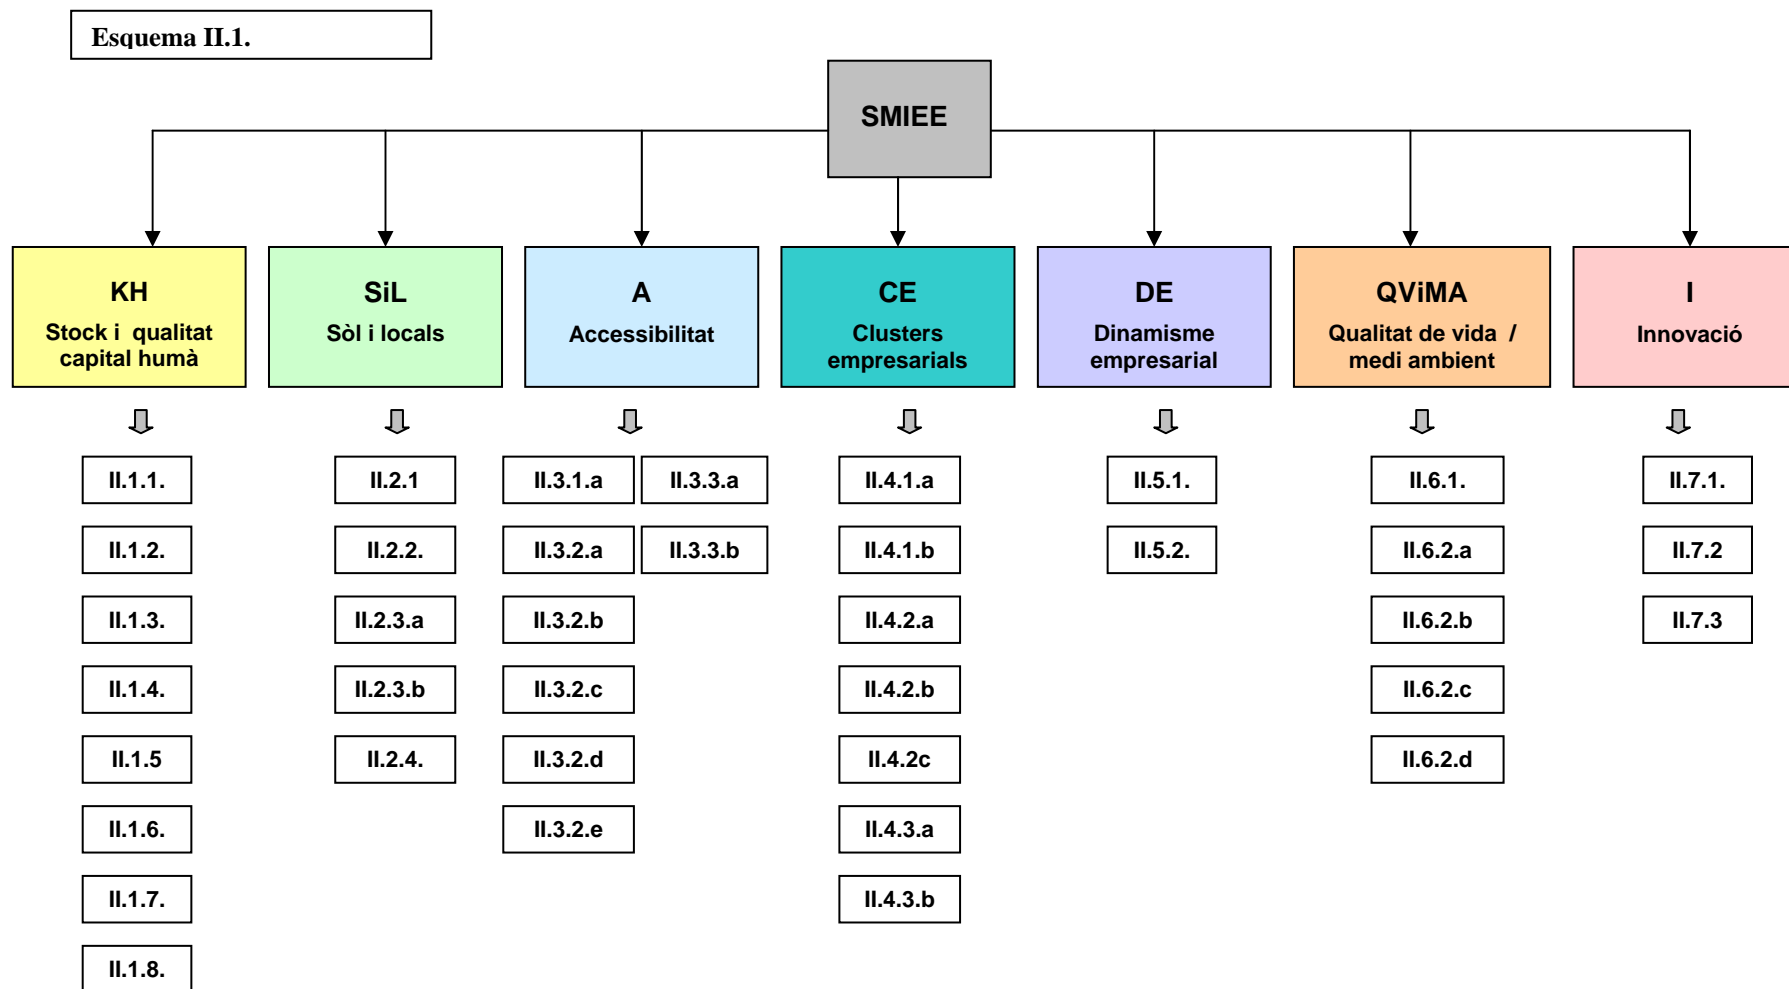 Esquema II.1.
SMIEE
KH
Stock i qualitat
capital humà
SiL
Sòl i locals
A
Accessibilitat
CE
Clusters
empresarials
DE
Dinamisme
empresarial
QViMA
Qualitat de vida /
medi ambient
I
Innovació
II.1.1.
II.1.2.
II.1.3.
II.1.4.
II.1.5
II.1.6.
II.1.7.
II.1.8.
II.2.1
II.2.2.
II.2.3.a
II.2.3.b
II.2.4.
II.3.1.a
II.3.2.a
II.3.2.b
II.3.2.c
II.3.2.d
II.3.2.e
II.3.3.a
II.3.3.b
II.4.1.a
II.4.1.b
II.4.2.a
II.4.2.b
II.4.2c
II.4.3.a
II.4.3.b
II.5.1.
II.5.2.
II.6.1.
II.6.2.a
II.6.2.b
II.6.2.c
II.6.2.d
II.7.1.
II.7.2
II.7.3